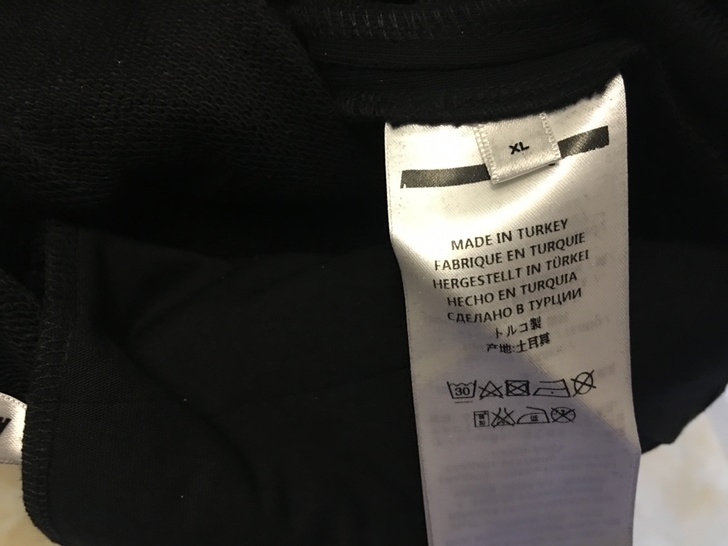 XL
MADE IN TURKEY
FABRIQUE EN TURQUIE
HERGESTELLT IN TÜRKEI
HECHO EN TURQUIA
СДЕЛАНО В ТУРЦИИ
トルコ製
产地:土耳其
30